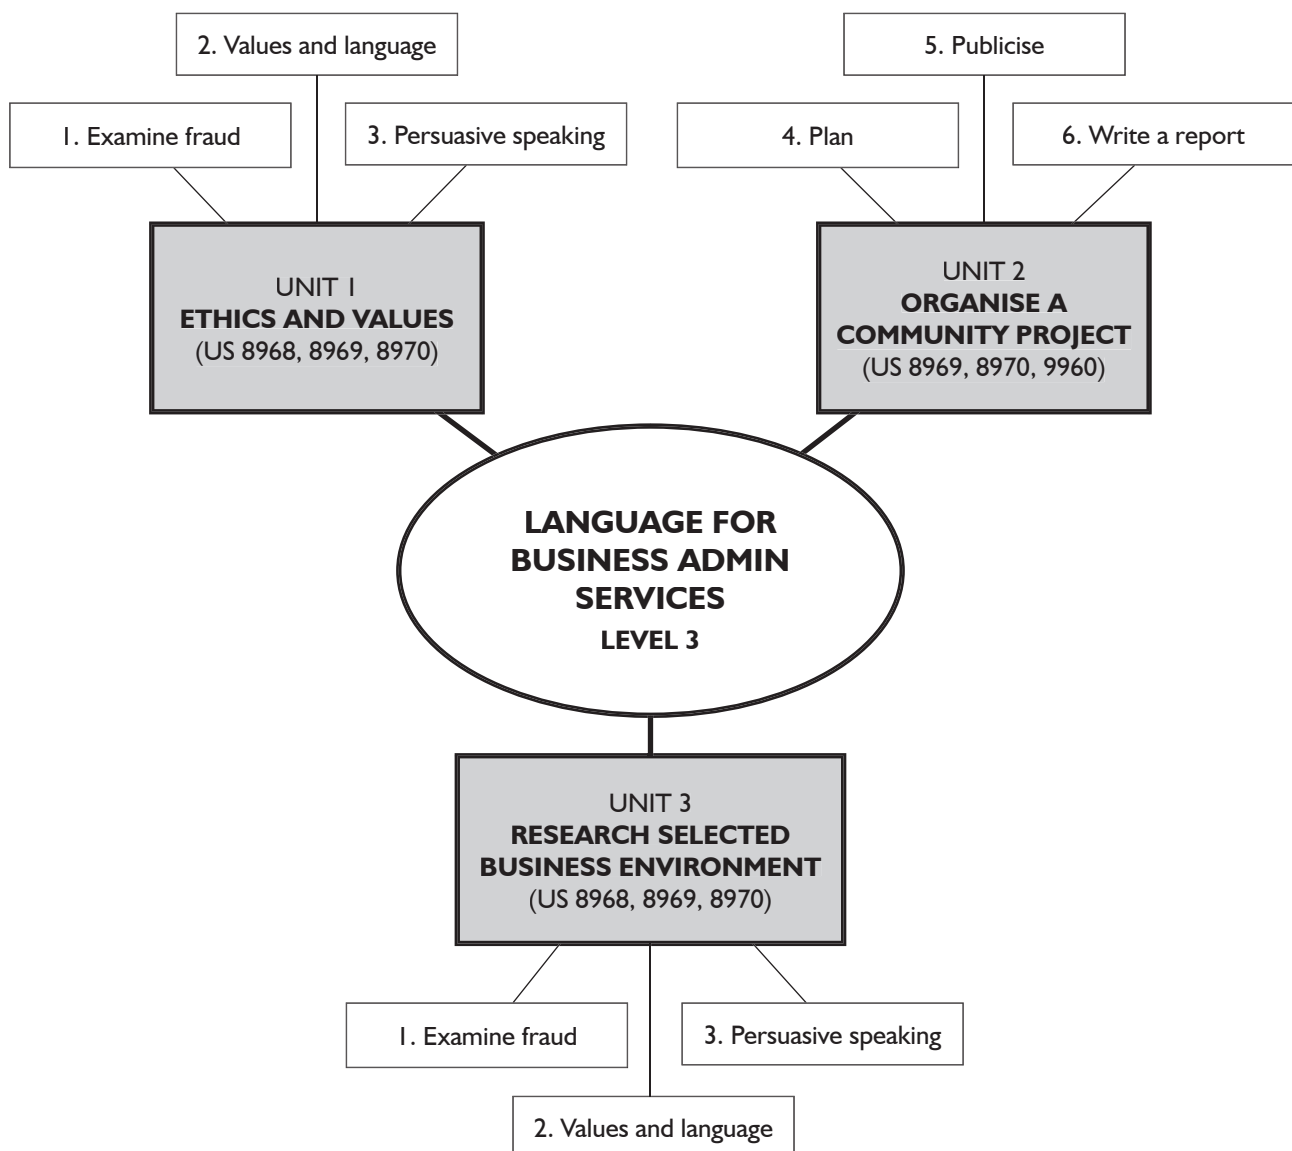 2. Values and language
1. Examine fraud
3. Persuasive speaking
UNIT 1
ETHICS AND VALUES
(US 8968, 8969, 8970)
5. Publicise
4. Plan
6. Write a report
UNIT 2
ORGANISE A
COMMUNITY PROJECT
(US 8969, 8970, 9960)
LANGUAGE FOR
BUSINESS ADMIN
SERVICES
LEVEL 3
UNIT 3
RESEARCH SELECTED
BUSINESS ENVIRONMENT
(US 8968, 8969, 8970)
1. Examine fraud
3. Persuasive speaking
2. Values and language